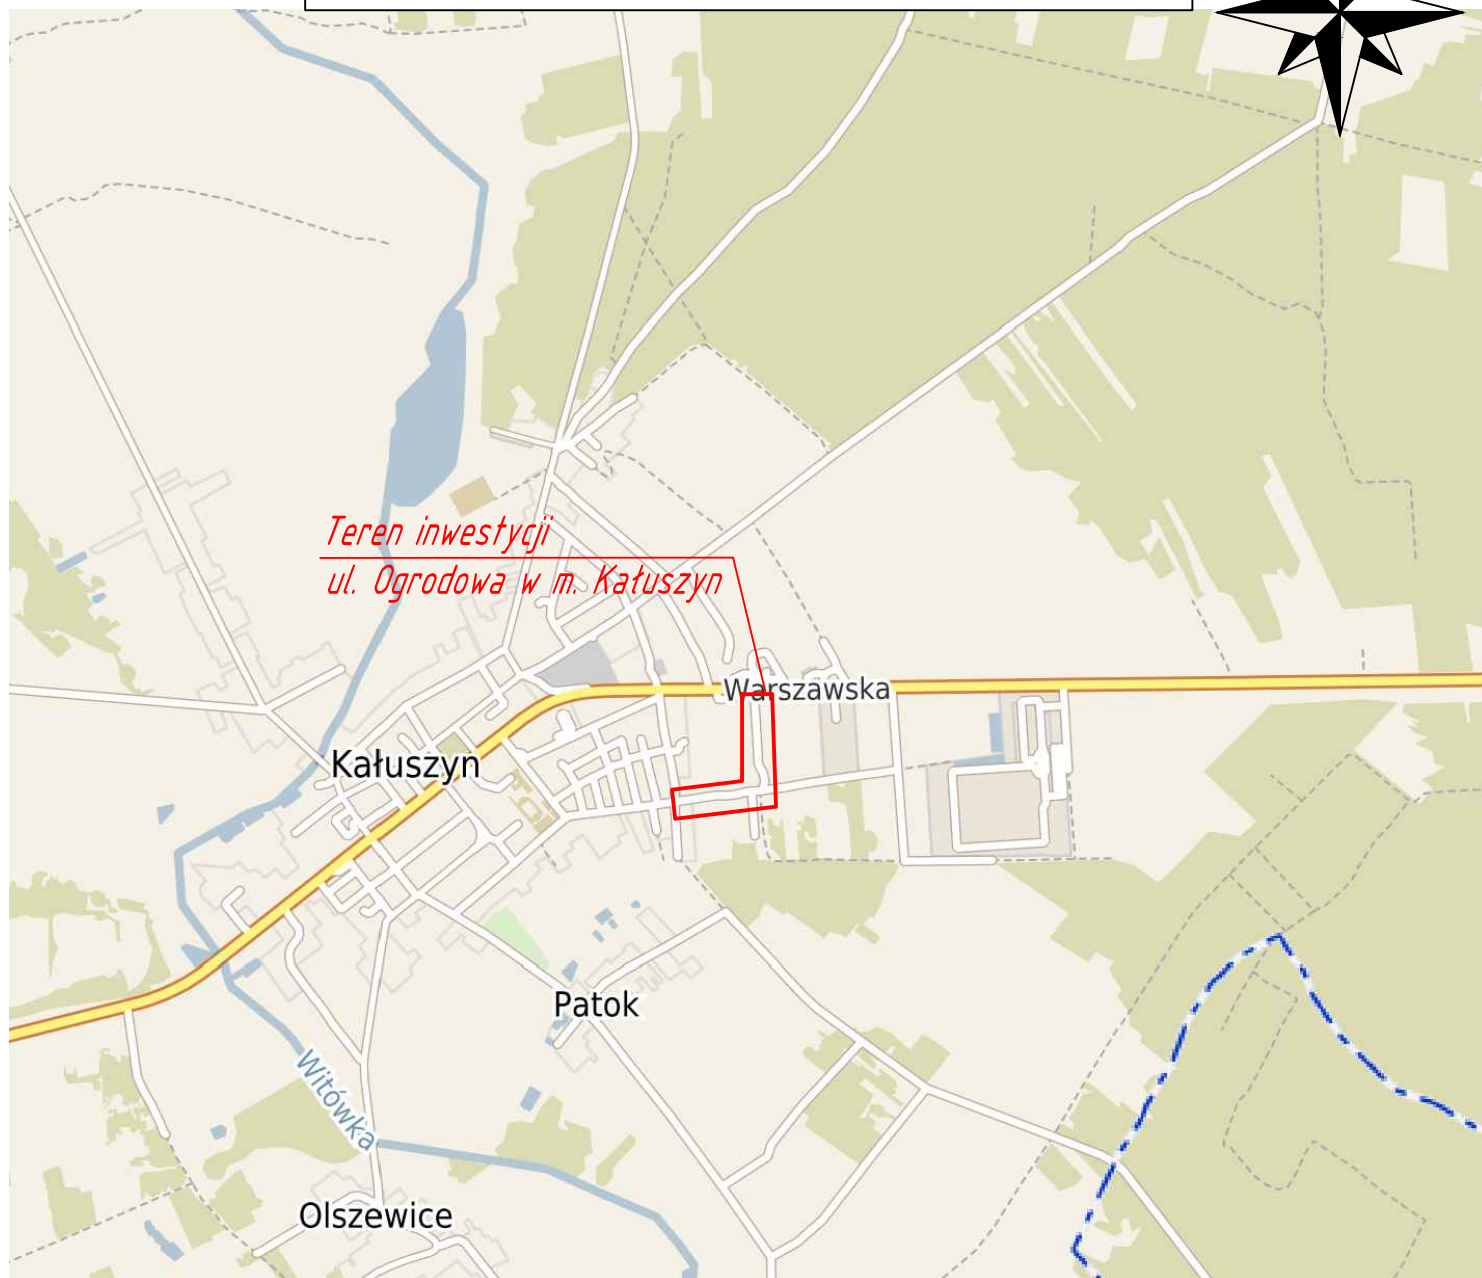 Teren inwestycji
ul. Ogrodowa w m. Kałuszyn
Warszawska
Kałuszyn
Patok
Witówka
Olszewice